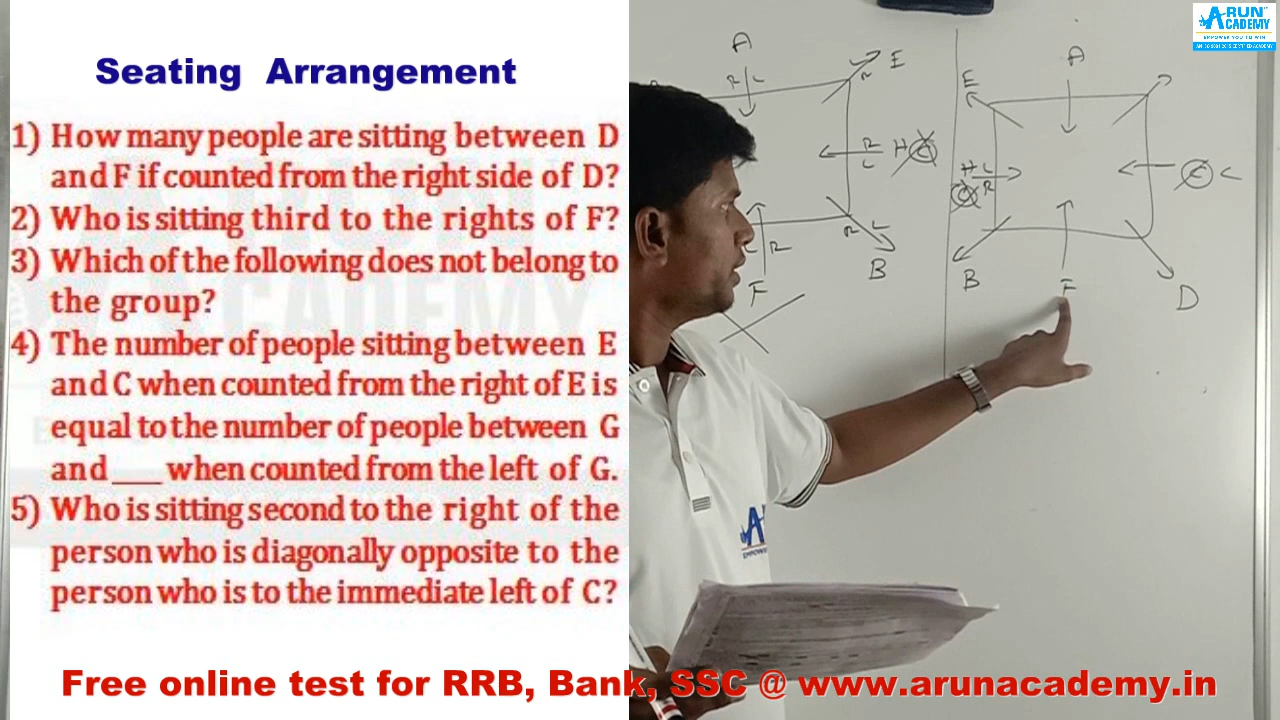 Seating Arrangement
1) How many people are sitting between D
and F if counted from the right side of D?
2) Who is sitting third to the rights of F?
3) Which of the following does not belong to
the group?
4) The number of people sitting between E
and C when counted from the right of E is
equal to the number of people between G
and ___ when counted from the left of G.
5) Who is sitting second to the right of the
person who is diagonally opposite to the
person who is to the immediate left of C?
A
R L
R E
R
L
H
L R
F
R L
B
A
E
H L
R
C
B
F
D
ARUN
ACADEMY
EMPOWER YOU TO WIN
Free online test for RRB, Bank, SSC @ www.arunacademy.in